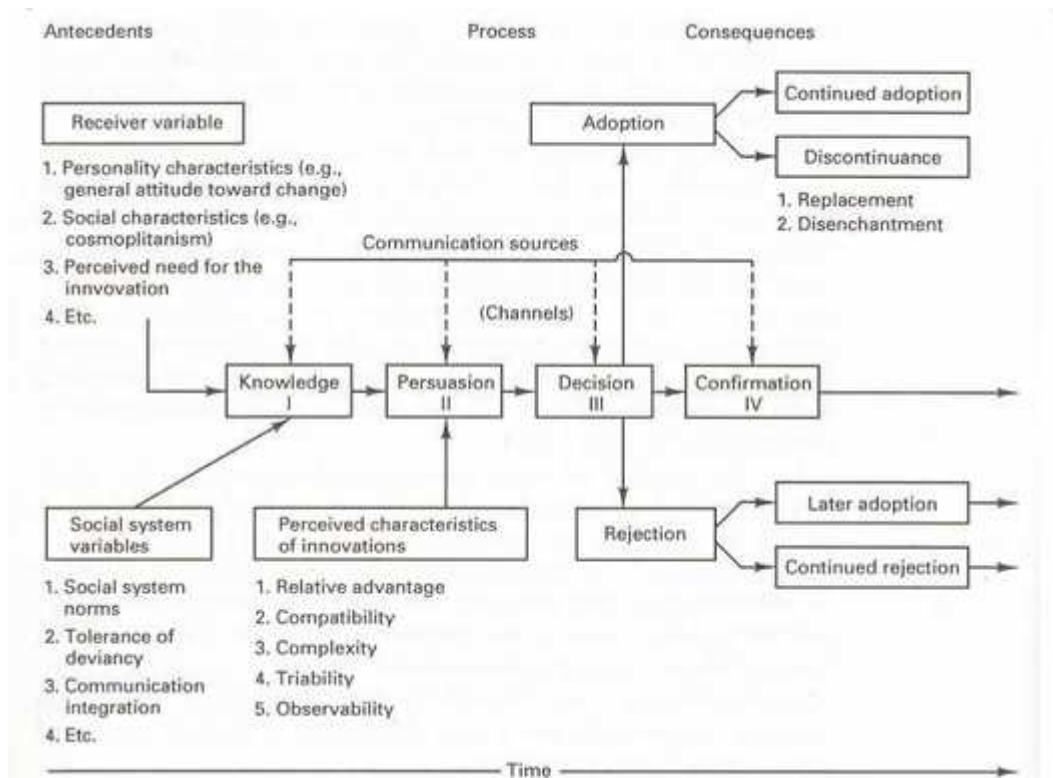 Antecedents
Process
Consequences
Receiver variable
1. Personality characteristics (e.g.,
general attitude toward change)
2. Social characteristics (e.g.,
cosmoplitanism)
3. Perceived need for the
innvovation
4. Etc.
Adoption
Continued adoption
Discontinuance
1. Replacement
2. Disenchantment
Communication sources
(Channels)
Knowledge
I
Persuasion
II
Decision
III
Confirmation
IV
Social system
variables
1. Social system
norms
2. Tolerance of
deviancy
3. Communication
integration
4. Etc.
Perceived characteristics
of innovations
1. Relative advantage
2. Compatibility
3. Complexity
4. Triability
5. Observability
Rejection
Later adoption
Continued rejection
Time